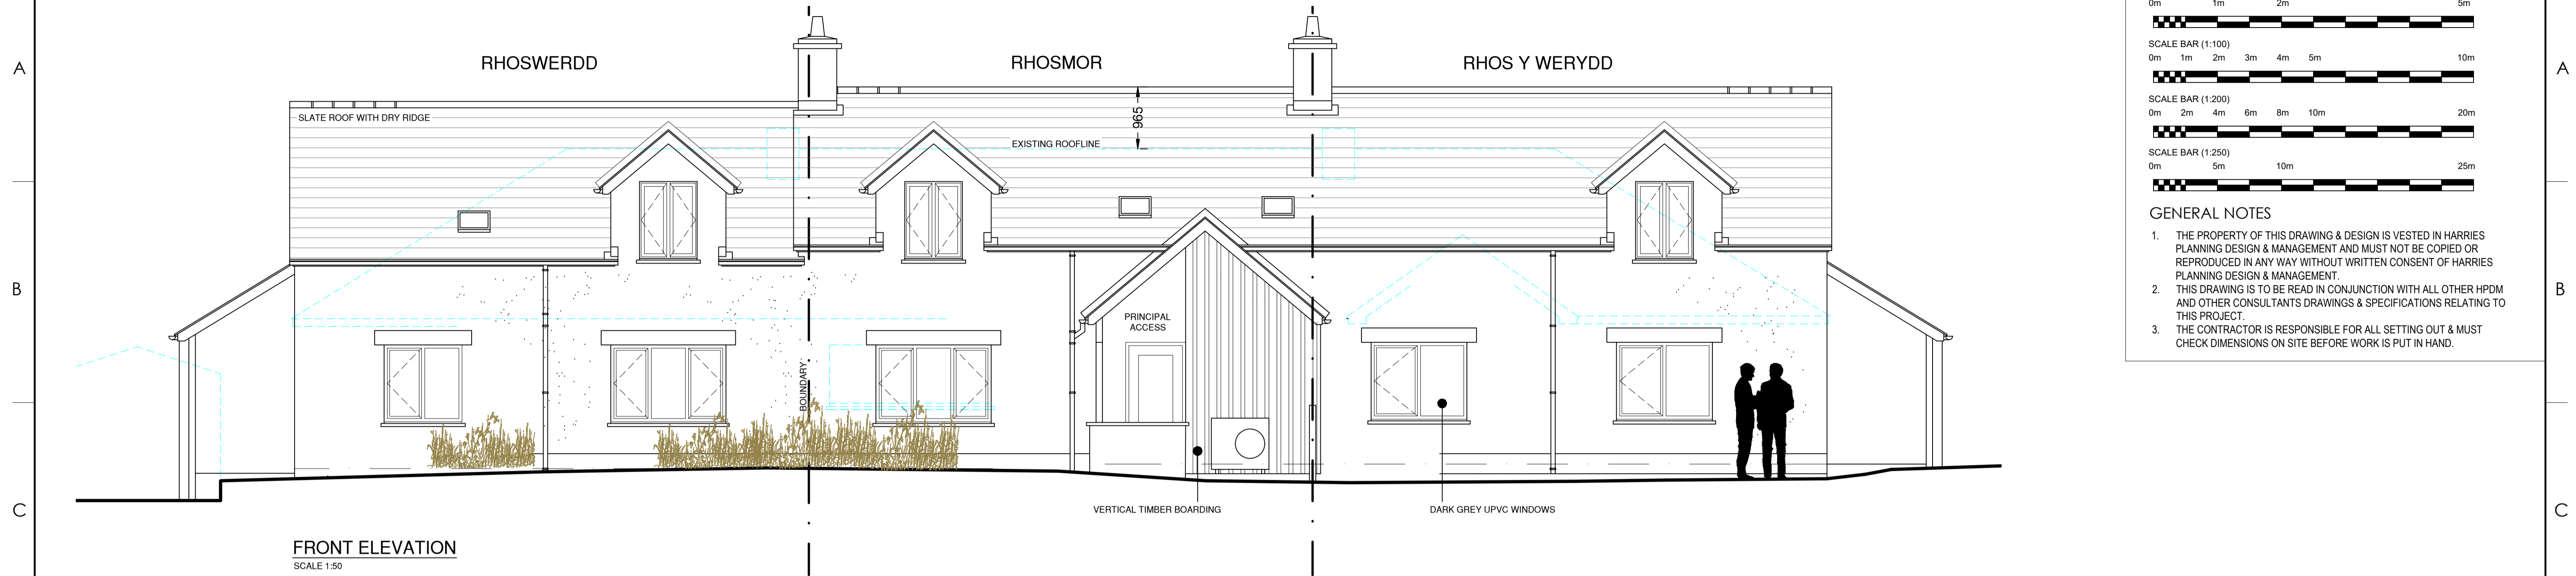 A
B
C
RHOSWERDD
RHOSMOR
RHOS Y WERYDD
SLATE ROOF WITH DRY RIDGE
965
EXISTING ROOFLINE
PRINCIPAL
ACCESS
BOUNDARY
VERTICAL TIMBER BOARDING
DARK GREY UPVC WINDOWS
FRONT ELEVATION
SCALE 1:50
0m 1m 2m 5m
SCALE BAR (1:100)
0m 1m 2m 3m 4m 5m 10m
SCALE BAR (1:200)
0m 2m 4m 6m 8m 10m 20m
SCALE BAR (1:250)
0m 5m 10m 25m
GENERAL NOTES
1. THE PROPERTY OF THIS DRAWING & DESIGN IS VESTED IN HARRIES
PLANNING DESIGN & MANAGEMENT AND MUST NOT BE COPIED OR
REPRODUCED IN ANY WAY WITHOUT WRITTEN CONSENT OF HARRIES
PLANNING DESIGN & MANAGEMENT.
2. THIS DRAWING IS TO BE READ IN CONJUNCTION WITH ALL OTHER HPDM
AND OTHER CONSULTANTS DRAWINGS & SPECIFICATIONS RELATING TO
THIS PROJECT.
3. THE CONTRACTOR IS RESPONSIBLE FOR ALL SETTING OUT & MUST
CHECK DIMENSIONS ON SITE BEFORE WORK IS PUT IN HAND.
A
B
C